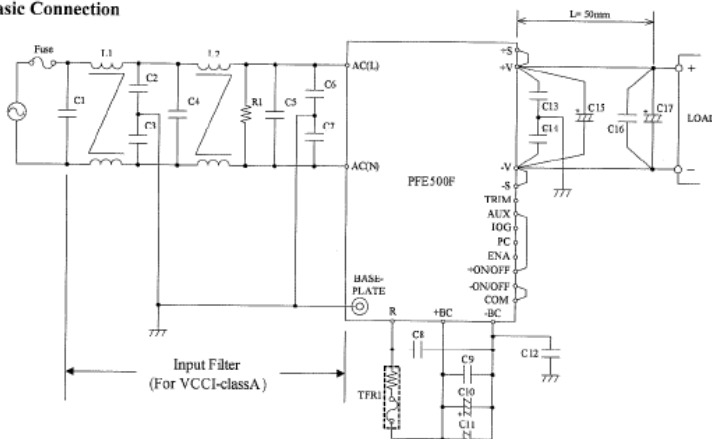 asic Connection
L= 50mm
Fuse
L1
L2
+S
+V
+
AC(L)
C2
C6
C1
C4
R1
C5
C13
C15
C17
C3
C7
C14
C16
LOAD
AC(N)
-V
-
PFE500F
-S
TRIM
AUX
IOG
PC
ENA
+ON/OFF
-ON/OFF
COM
BASE-
PLATE
R
+BC
-BC
C8
C12
Input Filter
(For VCCI-classA)
C9
TFR1
C10
C11